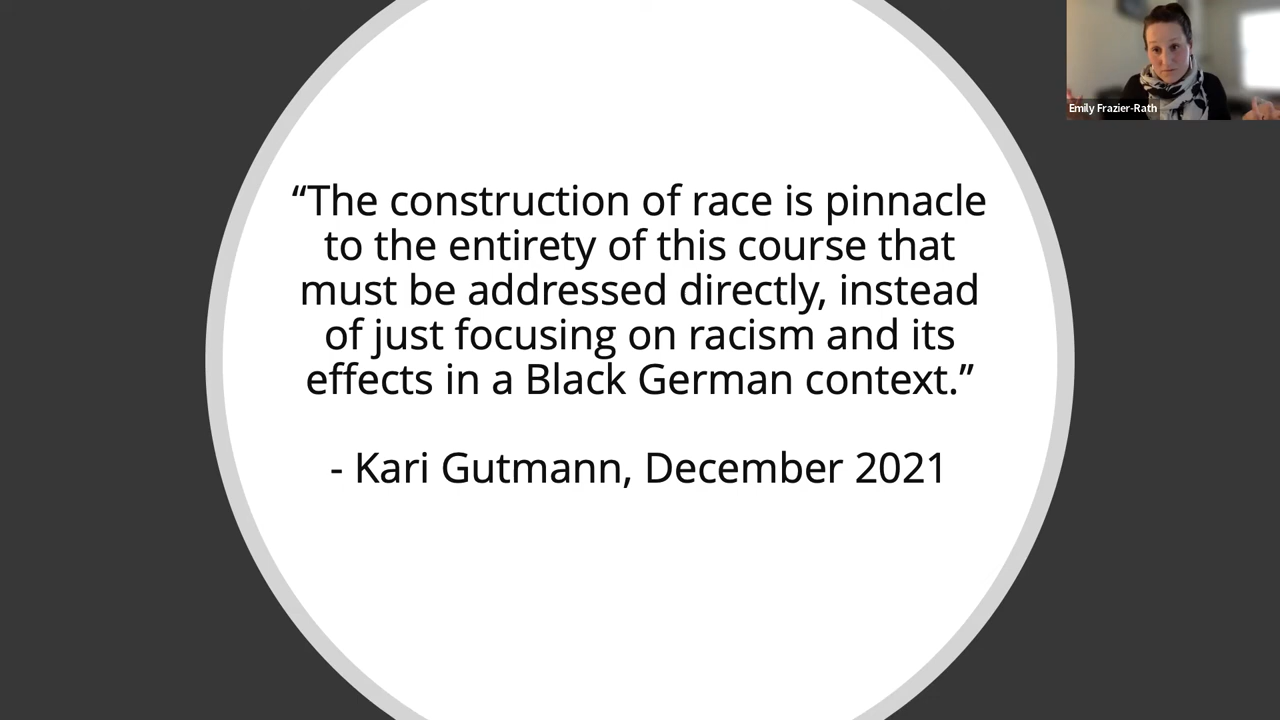 “The construction of race is pinnacle
to the entirety of this course that
must be addressed directly, instead
of just focusing on racism and its
effects in a Black German context.”
- Kari Gutmann, December 2021
Emily Frazier-Rath